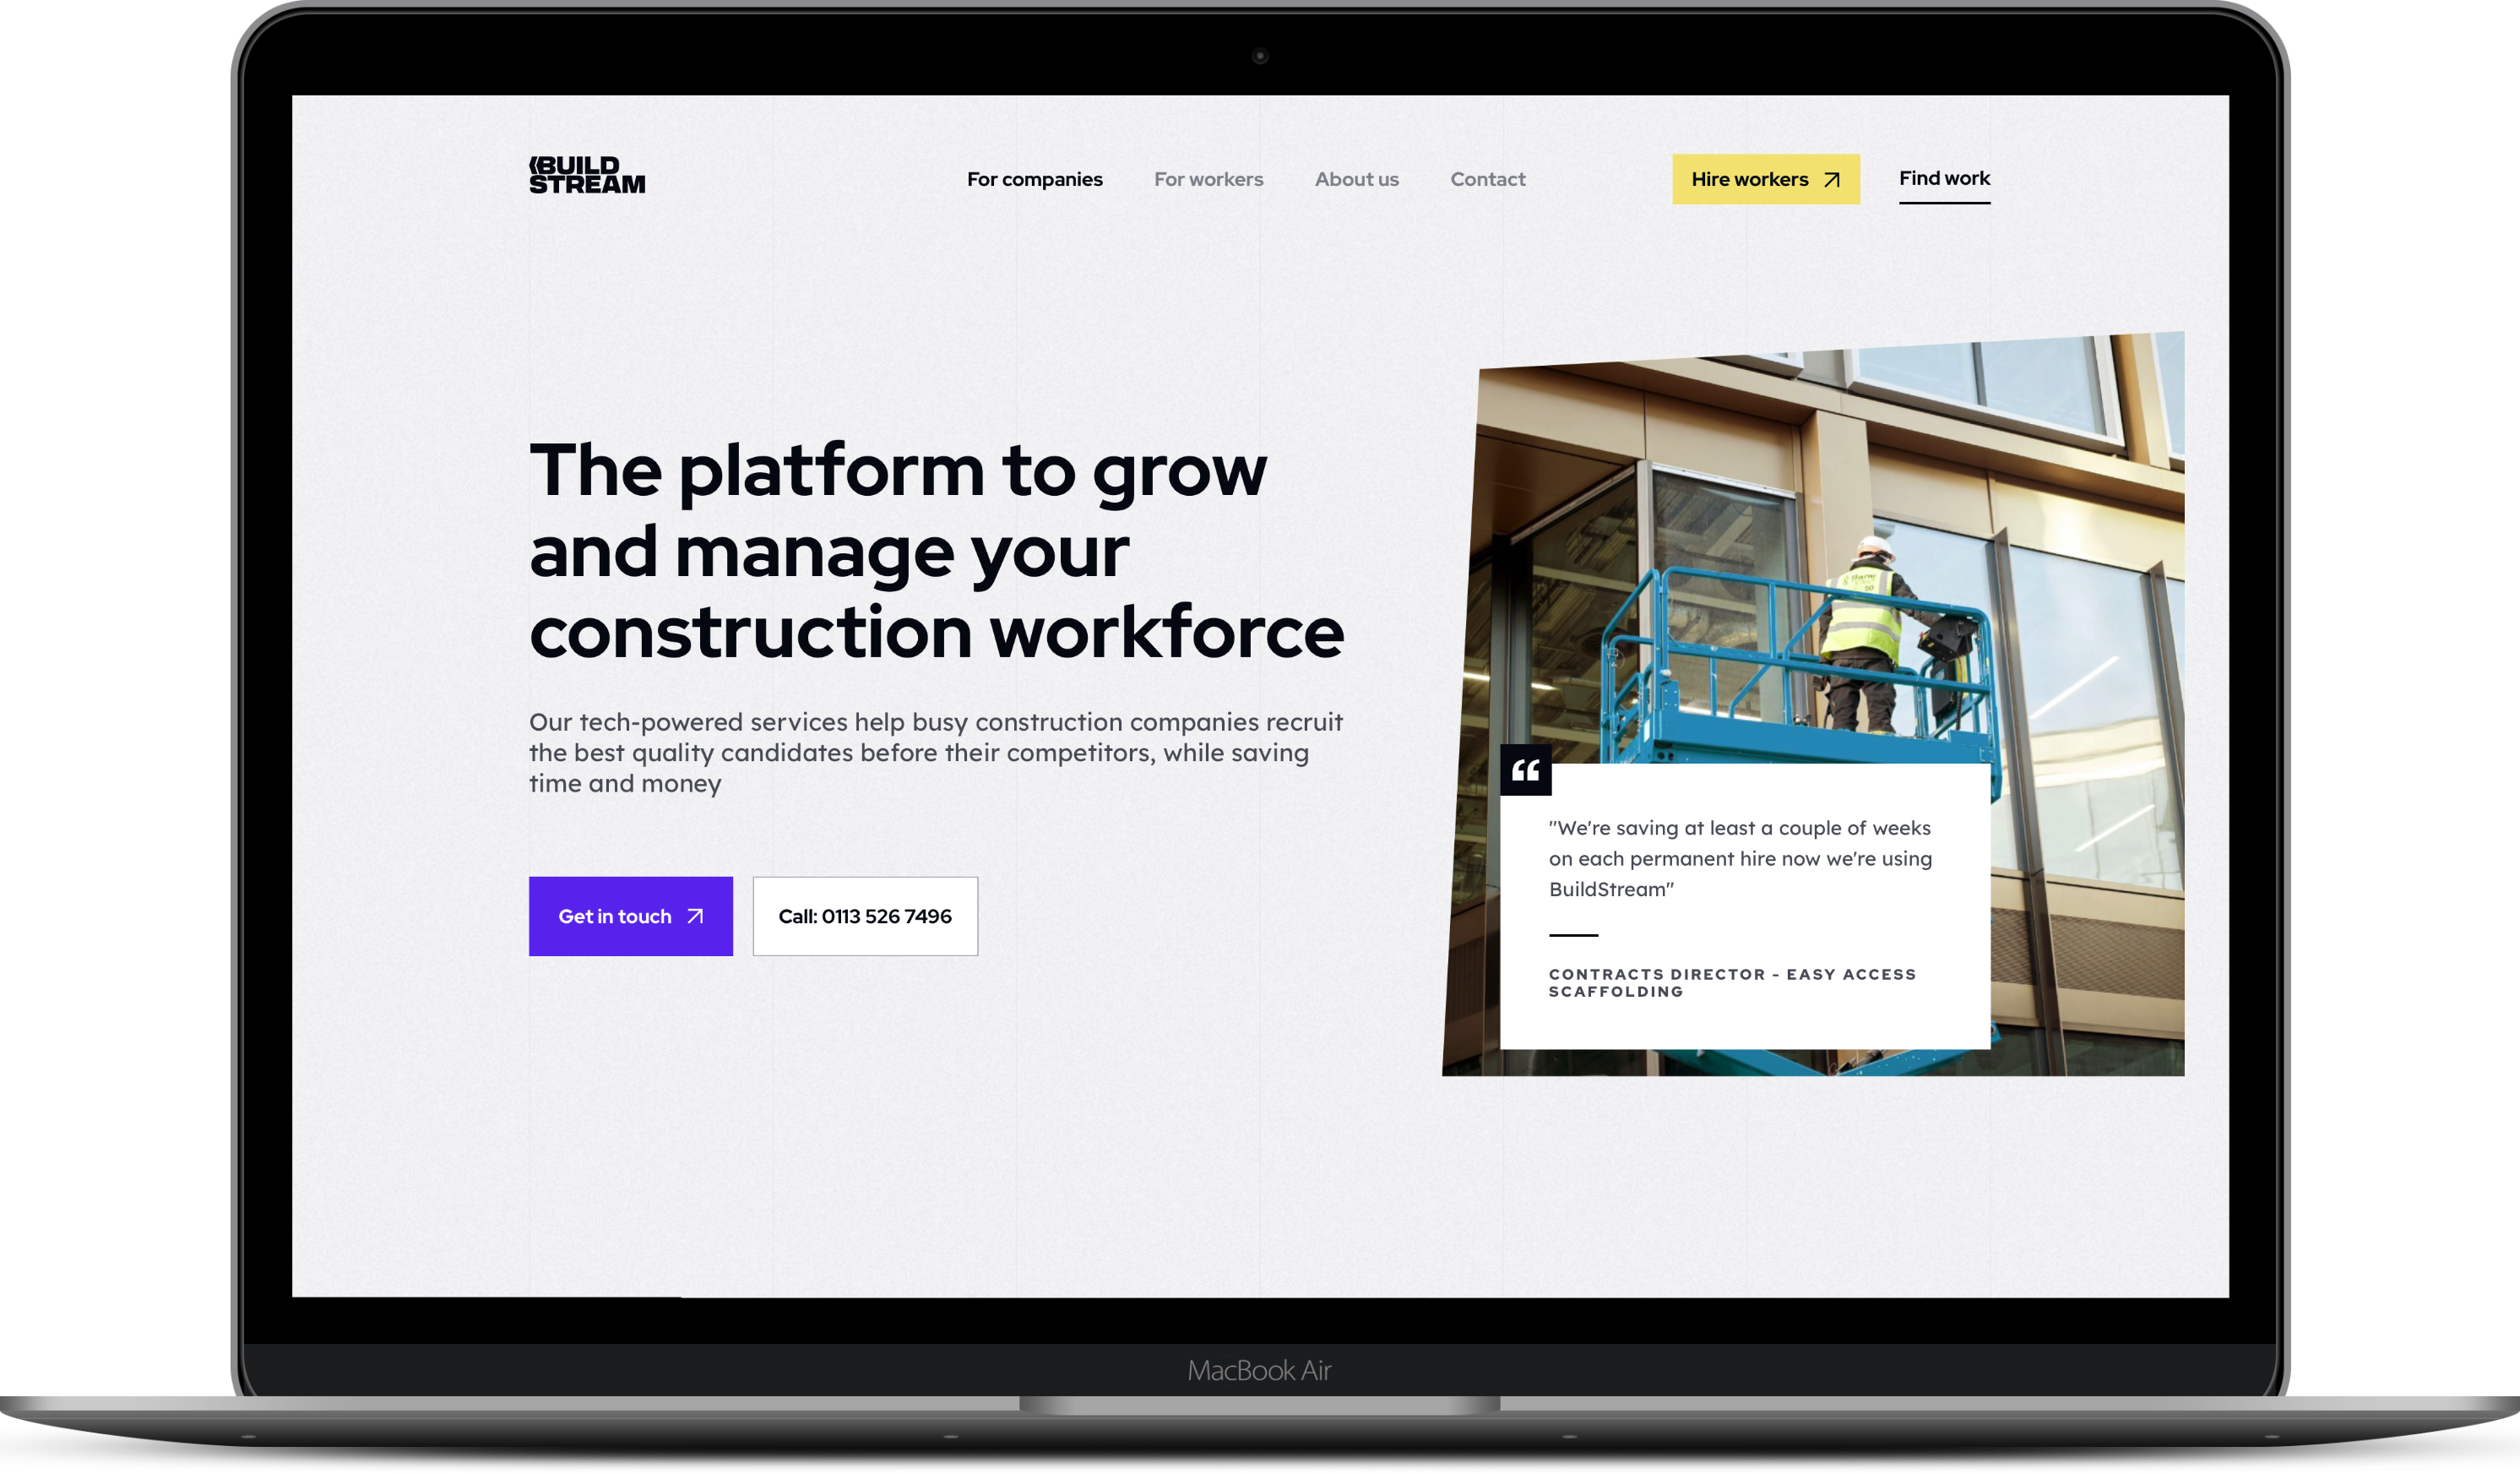 BUILD
STREAM
For companies
For workers
About us
Contact
Hire workers
Find work
The platform to grow
and manage your
construction workforce
Our tech-powered services help busy construction companies recruit
the best quality candidates before their competitors, while saving
time and money
Get in touch
Call: 0113 526 7496
"We're saving at least a couple of weeks
on each permanent hire now we're using
BuildStream"
CONTRACTS DIRECTOR - EASY ACCESS
SCAFFOLDING
MacBook Air